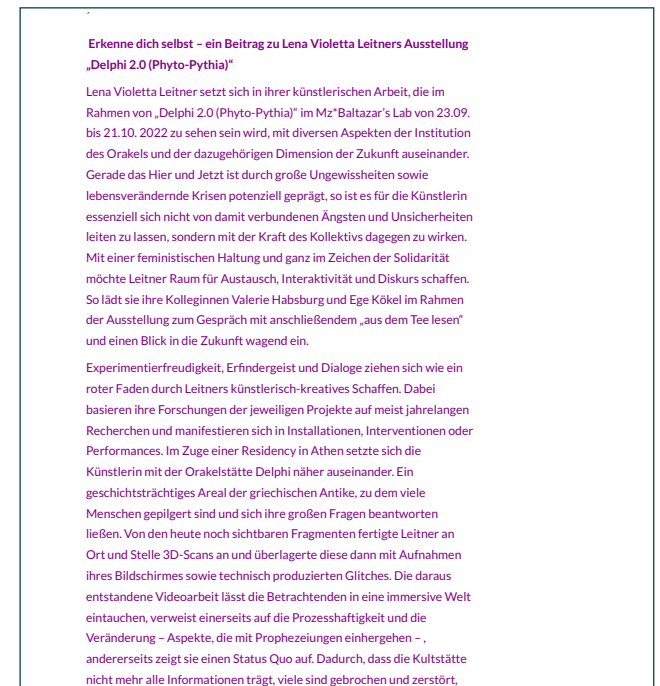 Erkenne dich selbst – ein Beitrag zu Lena Violetta Leitners Ausstellung
„Delphi 2.0 (Phyto-Pythia)“
Lena Violetta Leitner setzt sich in ihrer künstlerischen Arbeit, die im
Rahmen von „Delphi 2.0 (Phyto-Pythia)“ im Mz*Baltazar's Lab von 23.09.
bis 21.10. 2022 zu sehen sein wird, mit diversen Aspekten der Institution
des Orakels und der dazugehörigen Dimension der Zukunft auseinander.
Gerade das Hier und Jetzt ist durch große Ungewissheiten sowie
lebensverändernde Krisen potenziell geprägt, so ist es für die Künstlerin
essenziell sich nicht von damit verbundenen Ängsten und Unsicherheiten
leiten zu lassen, sondern mit der Kraft des Kollektivs dagegen zu wirken.
Mit einer feministischen Haltung und ganz im Zeichen der Solidarität
möchte Leitner Raum für Austausch, Interaktivität und Diskurs schaffen.
So lädt sie ihre Kolleginnen Valerie Habsburg und Ege Kökel im Rahmen
der Ausstellung zum Gespräch mit anschließendem „aus dem Tee lesen“
und einen Blick in die Zukunft wagend ein.
Experimentierfreudigkeit, Erfindergeist und Dialoge ziehen sich wie ein
roter Faden durch Leitners künstlerisch-kreatives Schaffen. Dabei
basieren ihre Forschungen der jeweiligen Projekte auf meist jahrelangen
Recherchen und manifestieren sich in Installationen, Interventionen oder
Performances. Im Zuge einer Residency in Athen setzte sich die
Künstlerin mit der Orakelstätte Delphi näher auseinander. Ein
geschichtsträchtiges Areal der griechischen Antike, zu dem viele
Menschen gepilgert sind und sich ihre großen Fragen beantworten
ließen. Von den heute noch sichtbaren Fragmenten fertigte Leitner an
Ort und Stelle 3D-Scans an und überlagerte diese dann mit Aufnahmen
ihres Bildschirmes sowie technisch produzierten Glitches. Die daraus
entstandene Videoarbeit lässt die Betrachtenden in eine immersive Welt
eintauchen, verweist einerseits auf die Prozesshaftigkeit und die
Veränderung – Aspekte, die mit Prophezeiungen einhergehen – ,
andererseits zeigt sie einen Status Quo auf. Dadurch, dass die Kultstätte
nicht mehr alle Informationen trägt, viele sind gebrochen und zerstört,